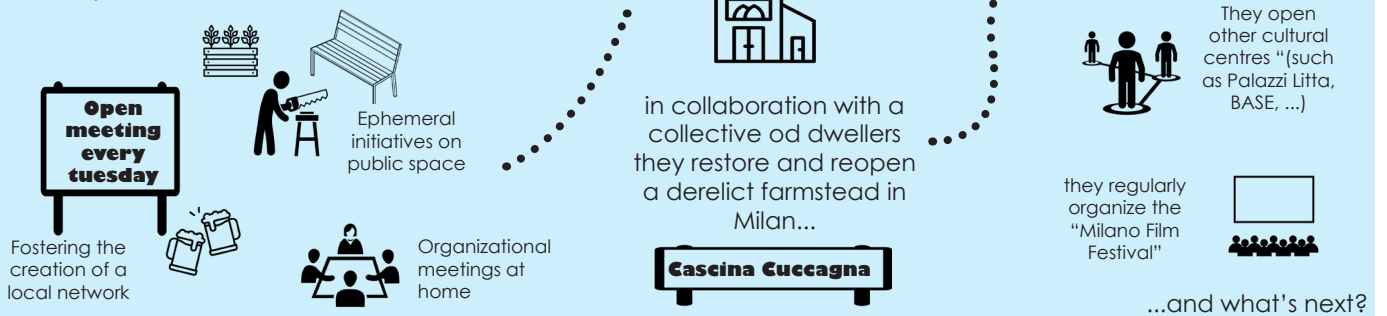 Open
meeting
every
tuesday
Fostering the
creation of a
local network
Ephemeral
initiatives on
public space
Organizational
meetings at
home
in collaboration with a
collective od dwellers
they restore and reopen
a derelict farmstead in
Milan...
Cascina Cuccagna
They open
other cultural
centres “(such
as Palazzi Litta,
BASE, ...)
they regularly
organize the
“Milano Film
Festival”
...and what’s next?